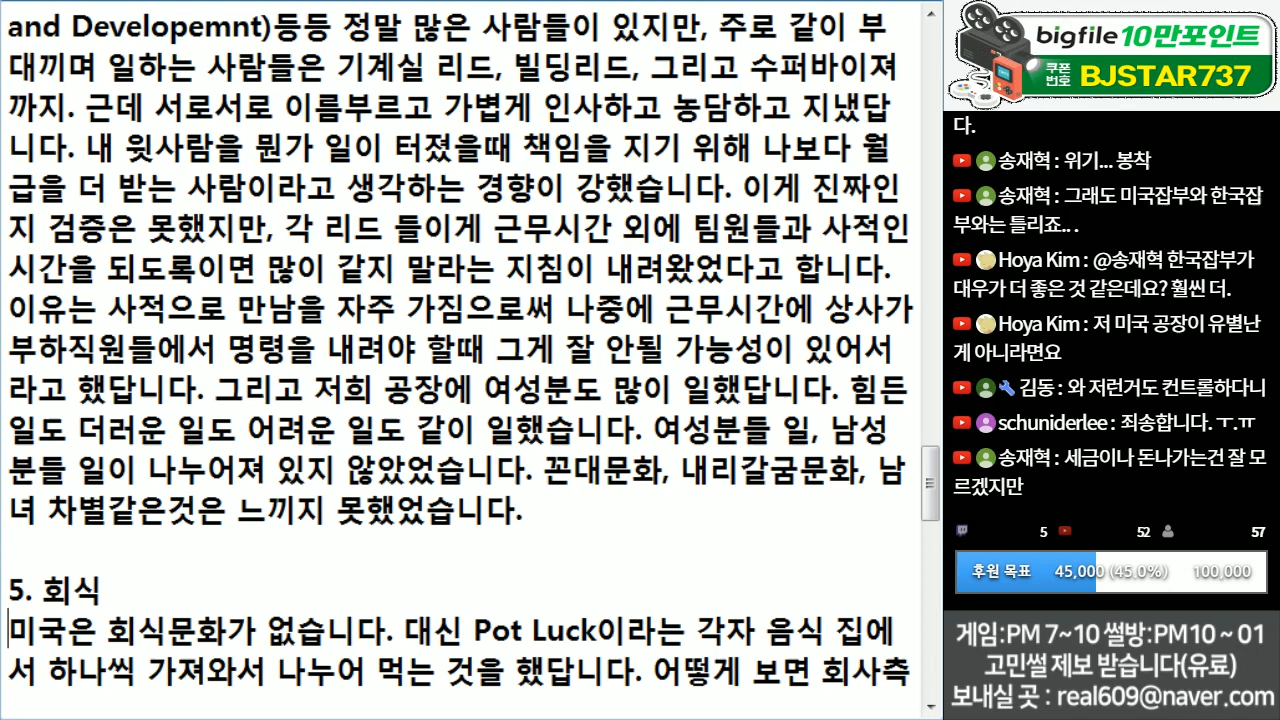 and Developemnt)등등 정말 많은 사람들이 있지만, 주로 같이 부
대끼며 일하는 사람들은 기계실 리드, 빌딩리드, 그리고 수퍼바이져
까지. 근데 서로서로 이름부르고 가볍게 인사하고 농담하고 지냈답
니다. 내 윗사람을 뭔가 일이 터졌을때 책임을 지기 위해 나보다 월
급을 더 받는 사람이라고 생각하는 경향이 강했습니다. 이게 진짜인
지 검증은 못했지만, 각 리드 들이게 근무시간 외에 팀원들과 사적인
시간을 되도록이면 많이 같지 말라는 지침이 내려왔었다고 합니다.
이유는 사적으로 만남을 자주 가짐으로써 나중에 근무시간에 상사가
부하직원들에서 명령을 내려야 할때 그게 잘 안될 가능성이 있어서
라고 했답니다. 그리고 저희 공장에 여성분도 많이 일했답니다. 힘든
일도 더러운 일도 어려운 일도 같이 일했습니다. 여성분들 일, 남성
분들 일이 나누어져 있지 않았었습니다. 꼰대문화, 내리갈굼문화, 남
녀 차별같은것은 느끼지 못했었습니다.
5. 회식
미국은 회식문화가 없습니다. 대신 Pot Luck이라는 각자 음식 집에
서 하나씩 가져와서 나누어 먹는 것을 했답니다. 어떻게 보면 회사측
bigfile 10만포인트
쿠폰
번호 BJSTAR737
다.
송재혁 : 위기... 봉착
송재혁 : 그래도 미국잡부와 한국잡
부와는 틀리죠.. .
Hoya Kim : @송재혁 한국잡부가
대우가 더 좋은 것 같은데요? 훨씬 더.
Hoya Kim : 저 미국 공장이 유별난
게 아니라면요
김동 : 와 저런거도 컨트롤하다니
schuniderlee : 죄송합니다. ㅜ.ㅠ
송재혁 : 세금이나 돈나가는건 잘 모
르겠지만
5 52 57
후원 목표 45,000 (45.0%) 100,000
게임:PM 7~10 썰방:PM10 ~ 01
고민썰 제보 받습니다(유료)
보내실 곳 : real609@naver.com